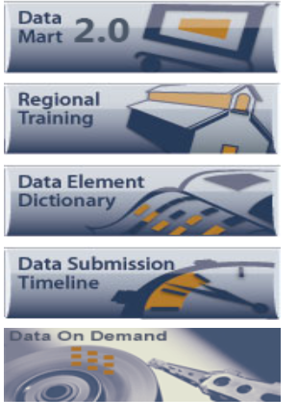 Data
Mart 2.0
Regional
Training
Data Element
Dictionary
Data Submission
Timeline
Data On Demand